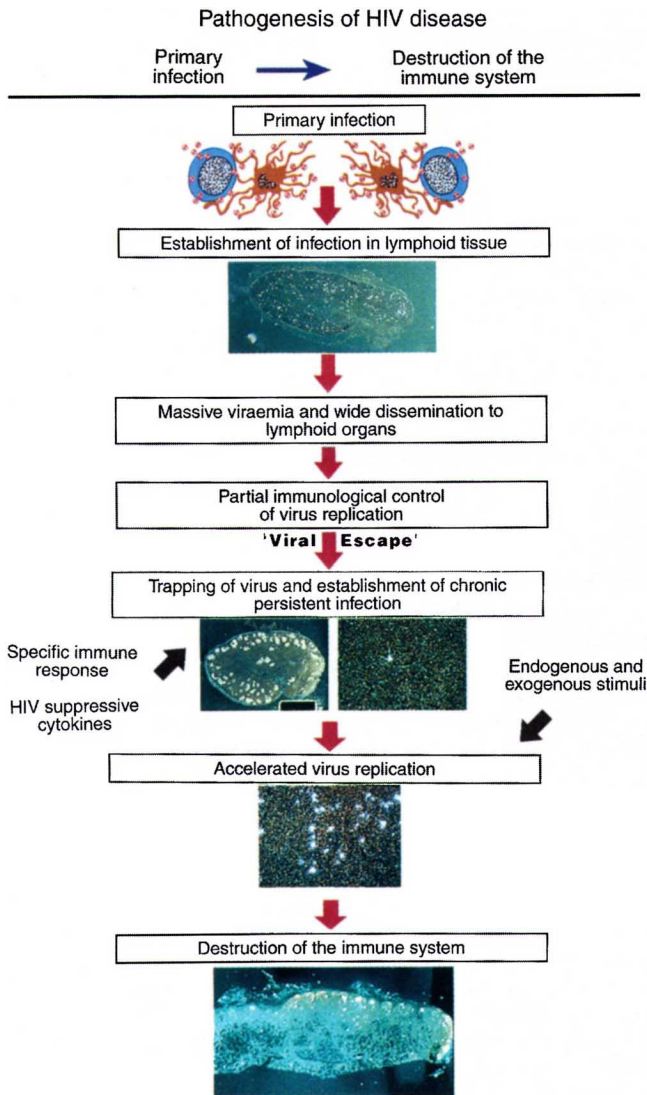 Pathogenesis of HIV disease
Primary
infection
Destruction of the
immune system
Primary infection
Establishment of infection in lymphoid tissue
Massive viraemia and wide dissemination to
lymphoid organs
Partial immunological control
of virus replication
'Viral Escape'
Trapping of virus and establishment of chronic
persistent infection
Specific immune
response
HIV suppressive
cytokines
Endogenous and
exogenous stimuli
Accelerated virus replication
Destruction of the immune system